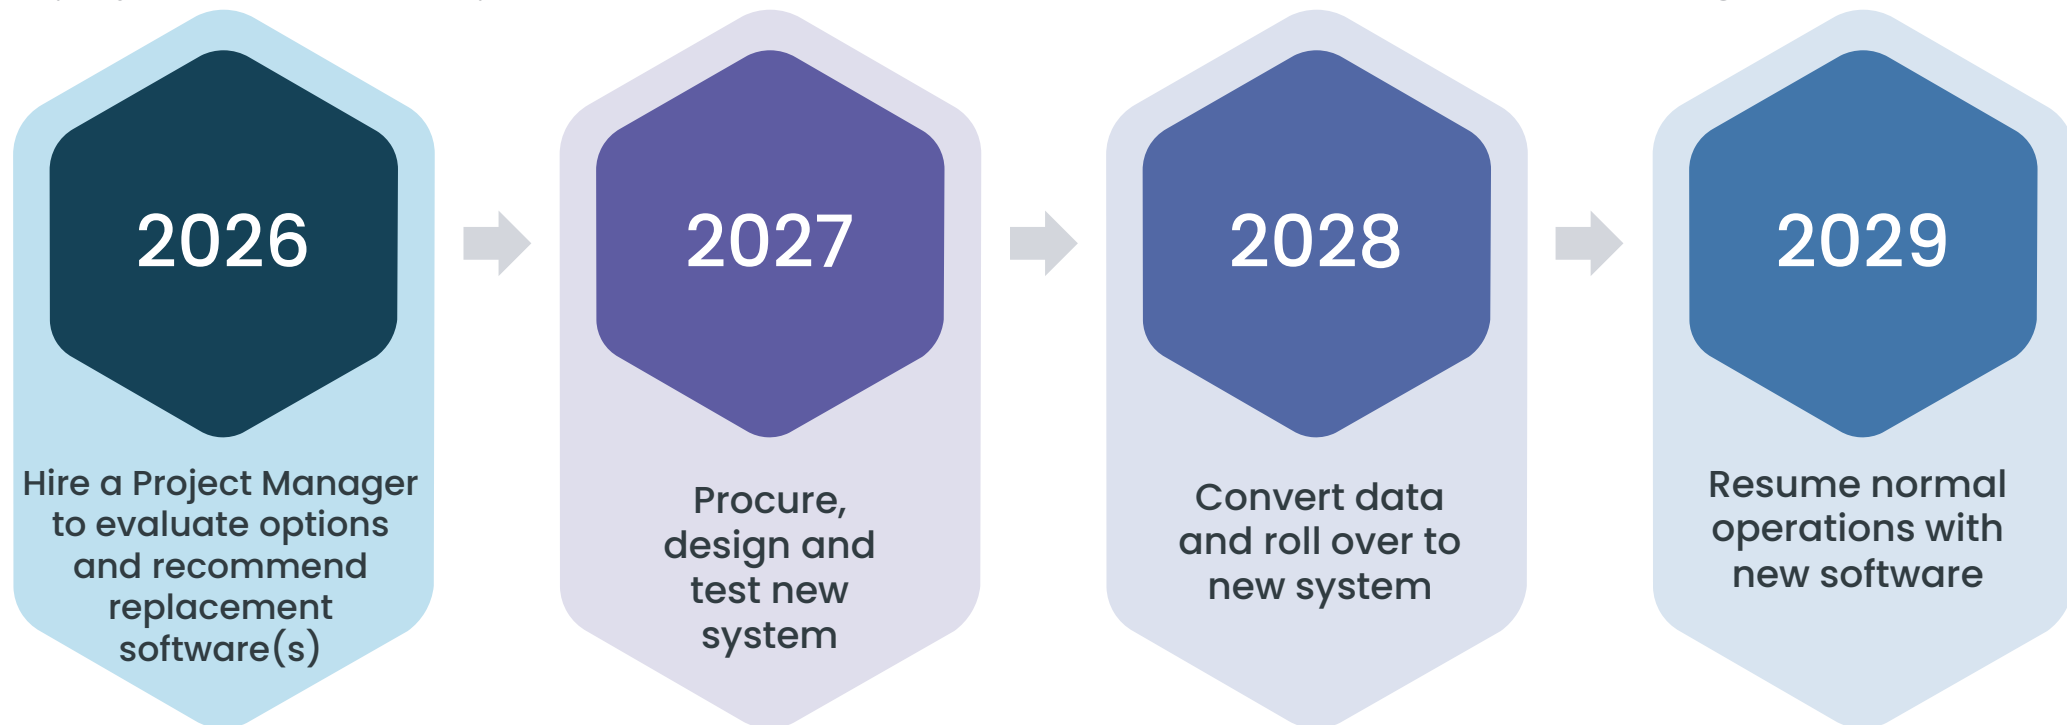 2026
Hire a Project Manager
to evaluate options
and recommend
replacement
software(s)
2027
Procure,
design and
test new
system
2028
Convert data
and roll over to
new system
2029
Resume normal
operations with
new software